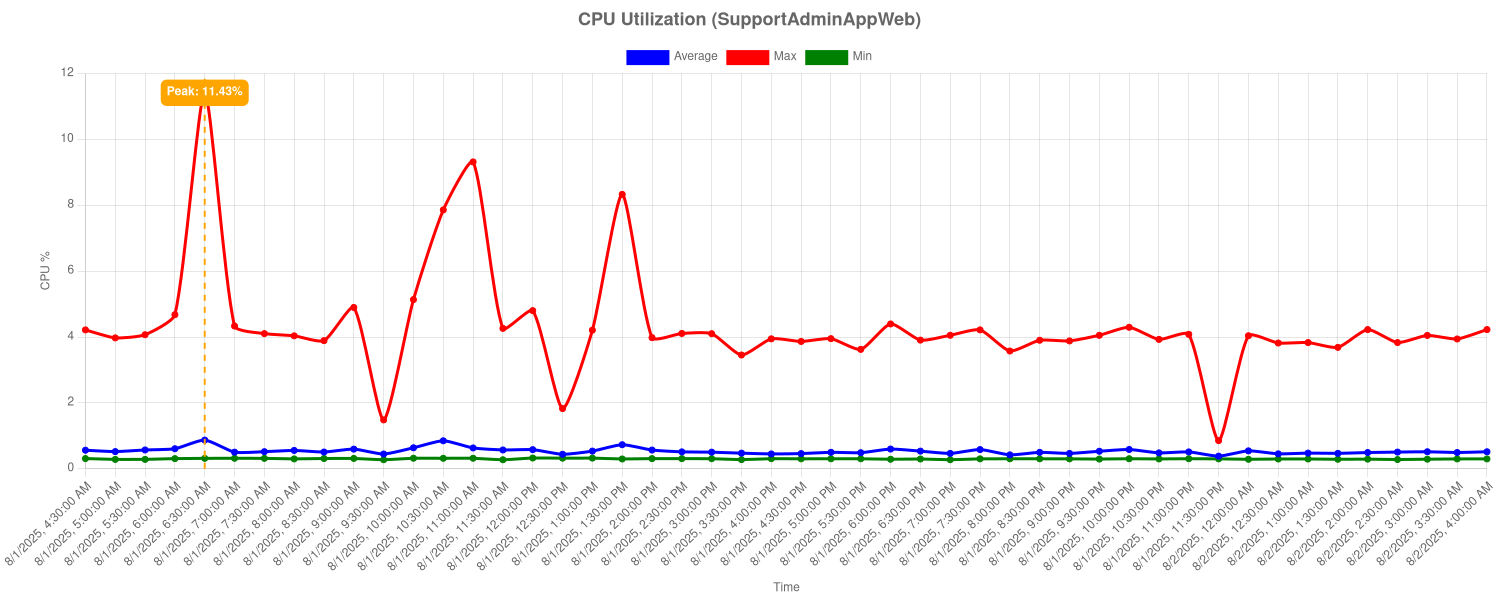 CPU Utilization (SupportAdminAppWeb)
Average Max Min
12
Peak: 11.43%
10
8
6
4
2
0
CPU %
8/1/2025, 4:30:00 AM
8/1/2025, 5:00:00 AM
8/1/2025, 5:30:00 AM
8/1/2025, 6:00:00 AM
8/1/2025, 6:30:00 AM
8/1/2025, 7:00:00 AM
8/1/2025, 7:30:00 AM
8/1/2025, 8:00:00 AM
8/1/2025, 8:30:00 AM
8/1/2025, 9:00:00 AM
8/1/2025, 9:30:00 AM
8/1/2025, 10:00:00 AM
8/1/2025, 10:30:00 AM
8/1/2025, 11:00:00 AM
8/1/2025, 11:30:00 AM
8/1/2025, 12:00:00 PM
8/1/2025, 12:30:00 PM
8/1/2025, 1:00:00 PM
8/1/2025, 1:30:00 PM
8/1/2025, 2:00:00 PM
8/1/2025, 2:30:00 PM
8/1/2025, 3:00:00 PM
8/1/2025, 3:30:00 PM
8/1/2025, 4:00:00 PM
8/1/2025, 4:30:00 PM
8/1/2025, 5:00:00 PM
8/1/2025, 5:30:00 PM
8/1/2025, 6:00:00 PM
8/1/2025, 6:30:00 PM
8/1/2025, 7:00:00 PM
8/1/2025, 7:30:00 PM
8/1/2025, 8:00:00 PM
8/1/2025, 8:30:00 PM
8/1/2025, 9:00:00 PM
8/1/2025, 9:30:00 PM
8/1/2025, 10:00:00 PM
8/1/2025, 10:30:00 PM
8/1/2025, 11:00:00 PM
8/1/2025, 11:30:00 PM
8/2/2025, 12:00:00 AM
8/2/2025, 12:30:00 AM
8/2/2025, 1:00:00 AM
8/2/2025, 1:30:00 AM
8/2/2025, 2:00:00 AM
8/2/2025, 2:30:00 AM
8/2/2025, 3:00:00 AM
8/2/2025, 3:30:00 AM
8/2/2025, 4:00:00 AM
Time